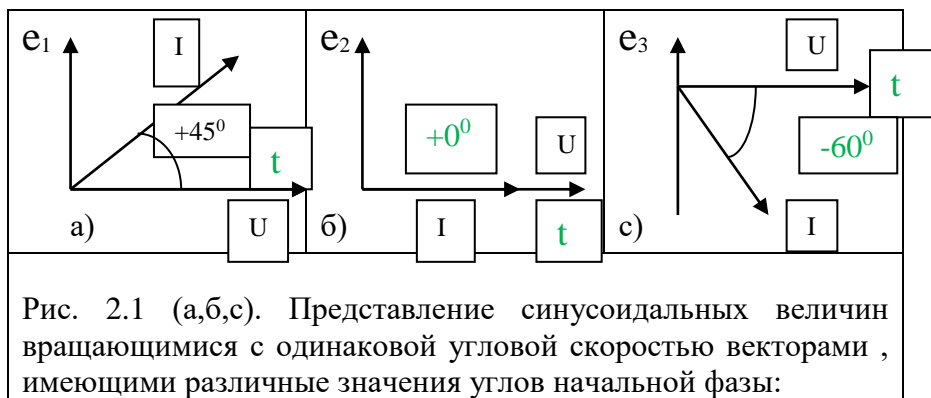 e₁
I
+45⁰
t
а)
U
e₂
+0⁰
U
б)
I
t
e₃
U
t
-60⁰
с)
I
Рис. 2.1 (а,б,с). Представление синусоидальных величин
вращающимися с одинаковой угловой скоростью векторами ,
имеющими различные значения углов начальной фазы: